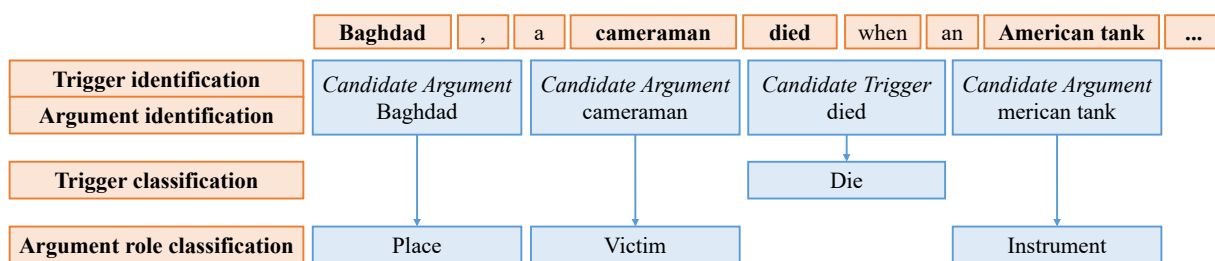 Baghdad , a cameraman died when an American tank ...
Trigger identification
Argument identification
Candidate Argument
Baghdad
Candidate Argument
cameraman
Candidate Trigger
died
Candidate Argument
merican tank
Trigger classification
Die
Argument role classification
Place
Victim
Instrument